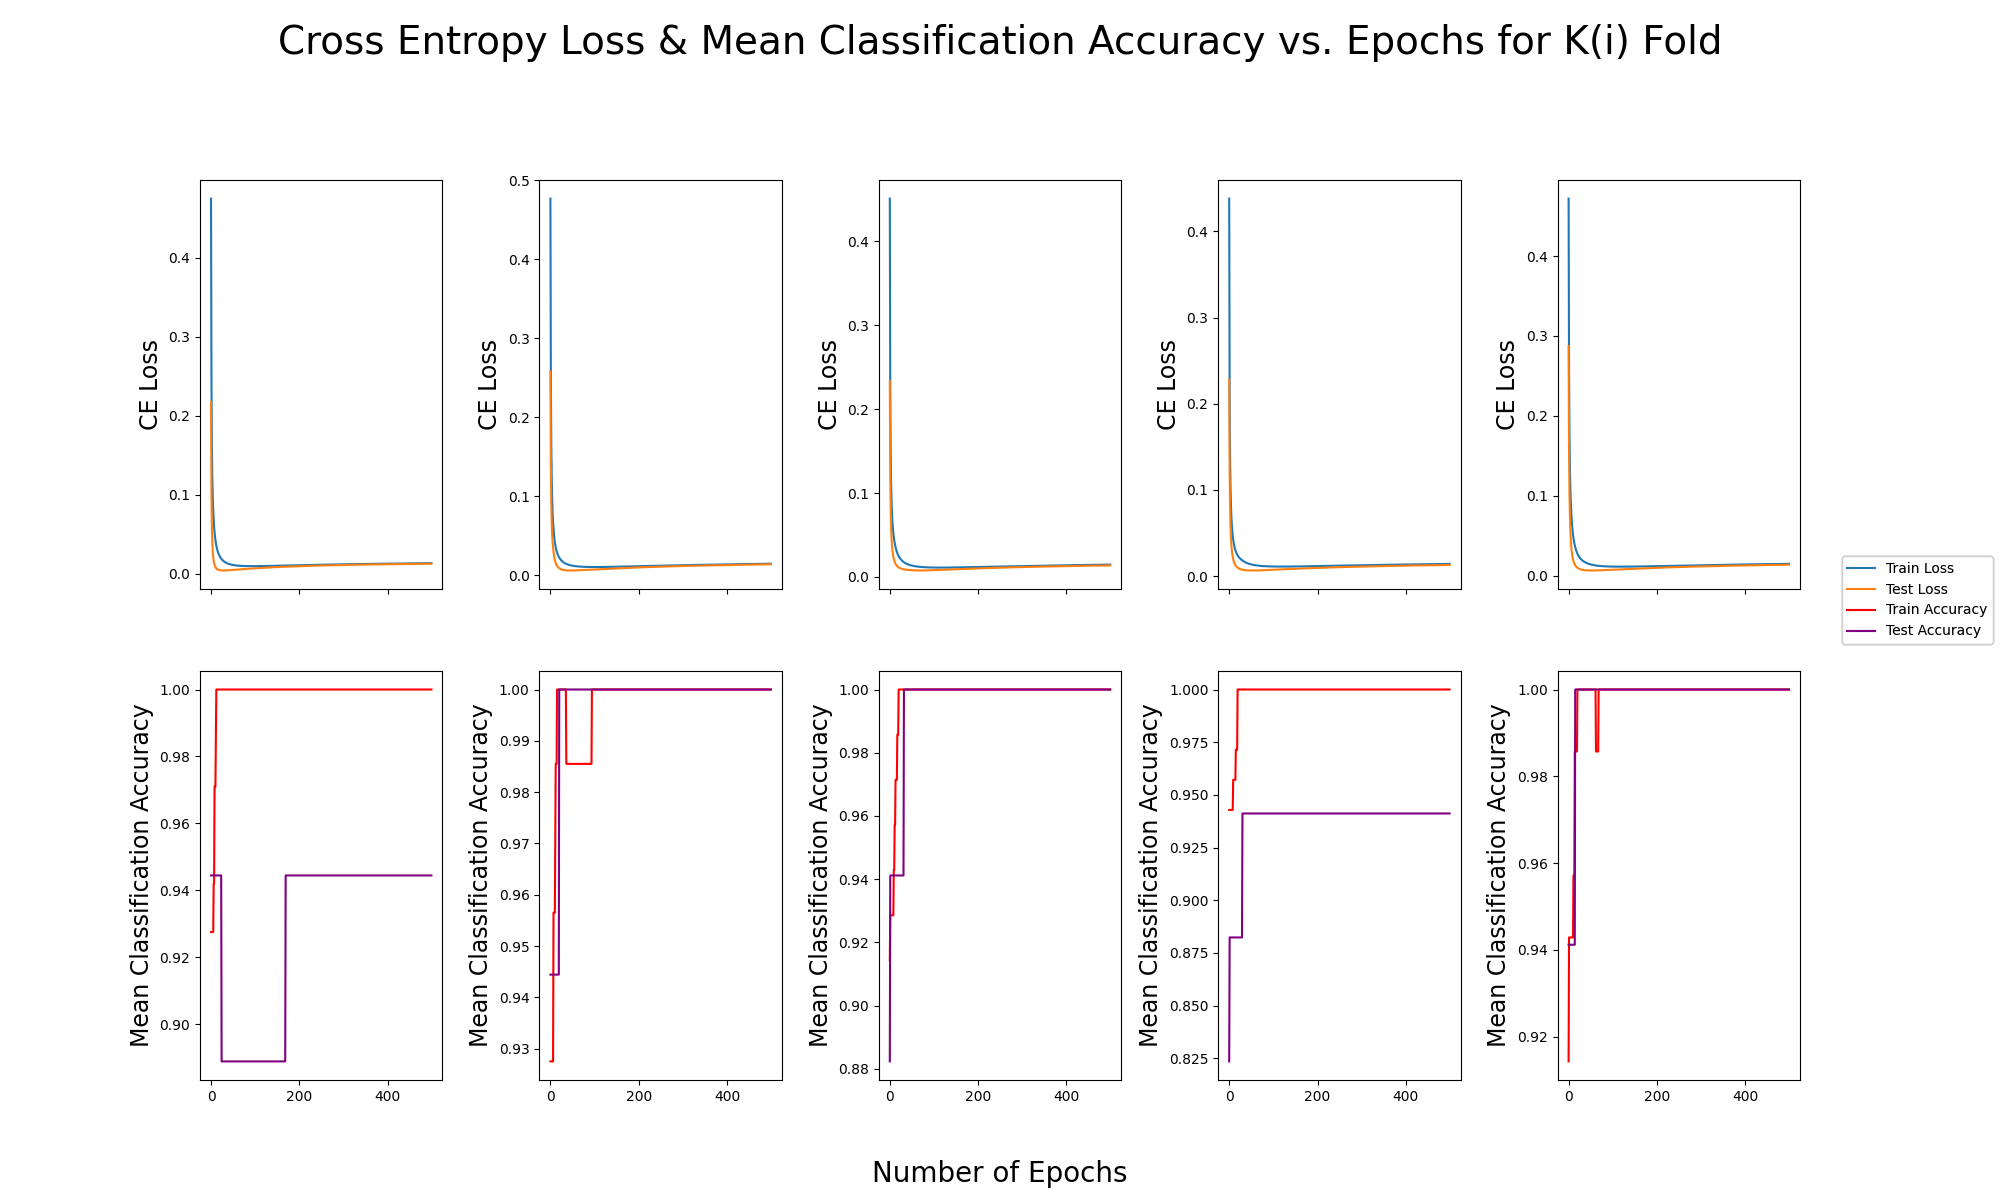 Cross Entropy Loss & Mean Classification Accuracy vs. Epochs for K(i) Fold
CE Loss
0.4
0.3
0.2
0.1
0.0
CE Loss
0.5
0.4
0.3
0.2
0.1
0.0
CE Loss
0.4
0.3
0.2
0.1
0.0
CE Loss
0.4
0.3
0.2
0.1
0.0
CE Loss
0.4
0.3
0.2
0.1
0.0
Train Loss
Test Loss
Train Accuracy
Test Accuracy
Mean Classification Accuracy
1.00
0.98
0.96
0.94
0.92
0.90
0 200 400
Mean Classification Accuracy
1.00
0.99
0.98
0.97
0.96
0.95
0.94
0.93
0 200 400
Mean Classification Accuracy
1.00
0.98
0.96
0.94
0.92
0.90
0.88
0 200 400
Mean Classification Accuracy
1.000
0.975
0.950
0.925
0.900
0.875
0.850
0.825
0 200 400
Mean Classification Accuracy
1.00
0.98
0.96
0.94
0.92
0 200 400
Number of Epochs